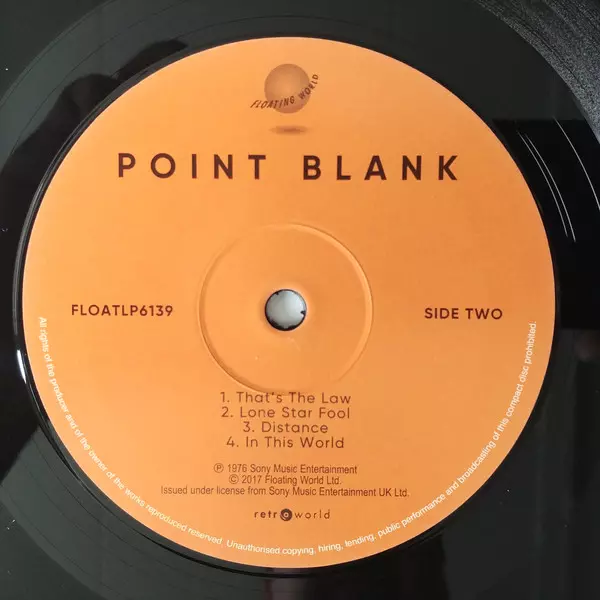 FLOATING WORLD
POINT BLANK
FLOATLP6139
SIDE TWO
1. That's The Law
2. Lone Star Fool
3. Distance
4. In This World
Ⓟ 1976 Sony Music Entertainment
© 2017 Floating World Ltd.
Issued under license from Sony Music Entertainment UK Ltd.
retroworld
All rights of the producer and of the owner of the works reproduced reserved. Unauthorised copying, hiring, lending, public performance and broadcasting of this compact disc prohibited.